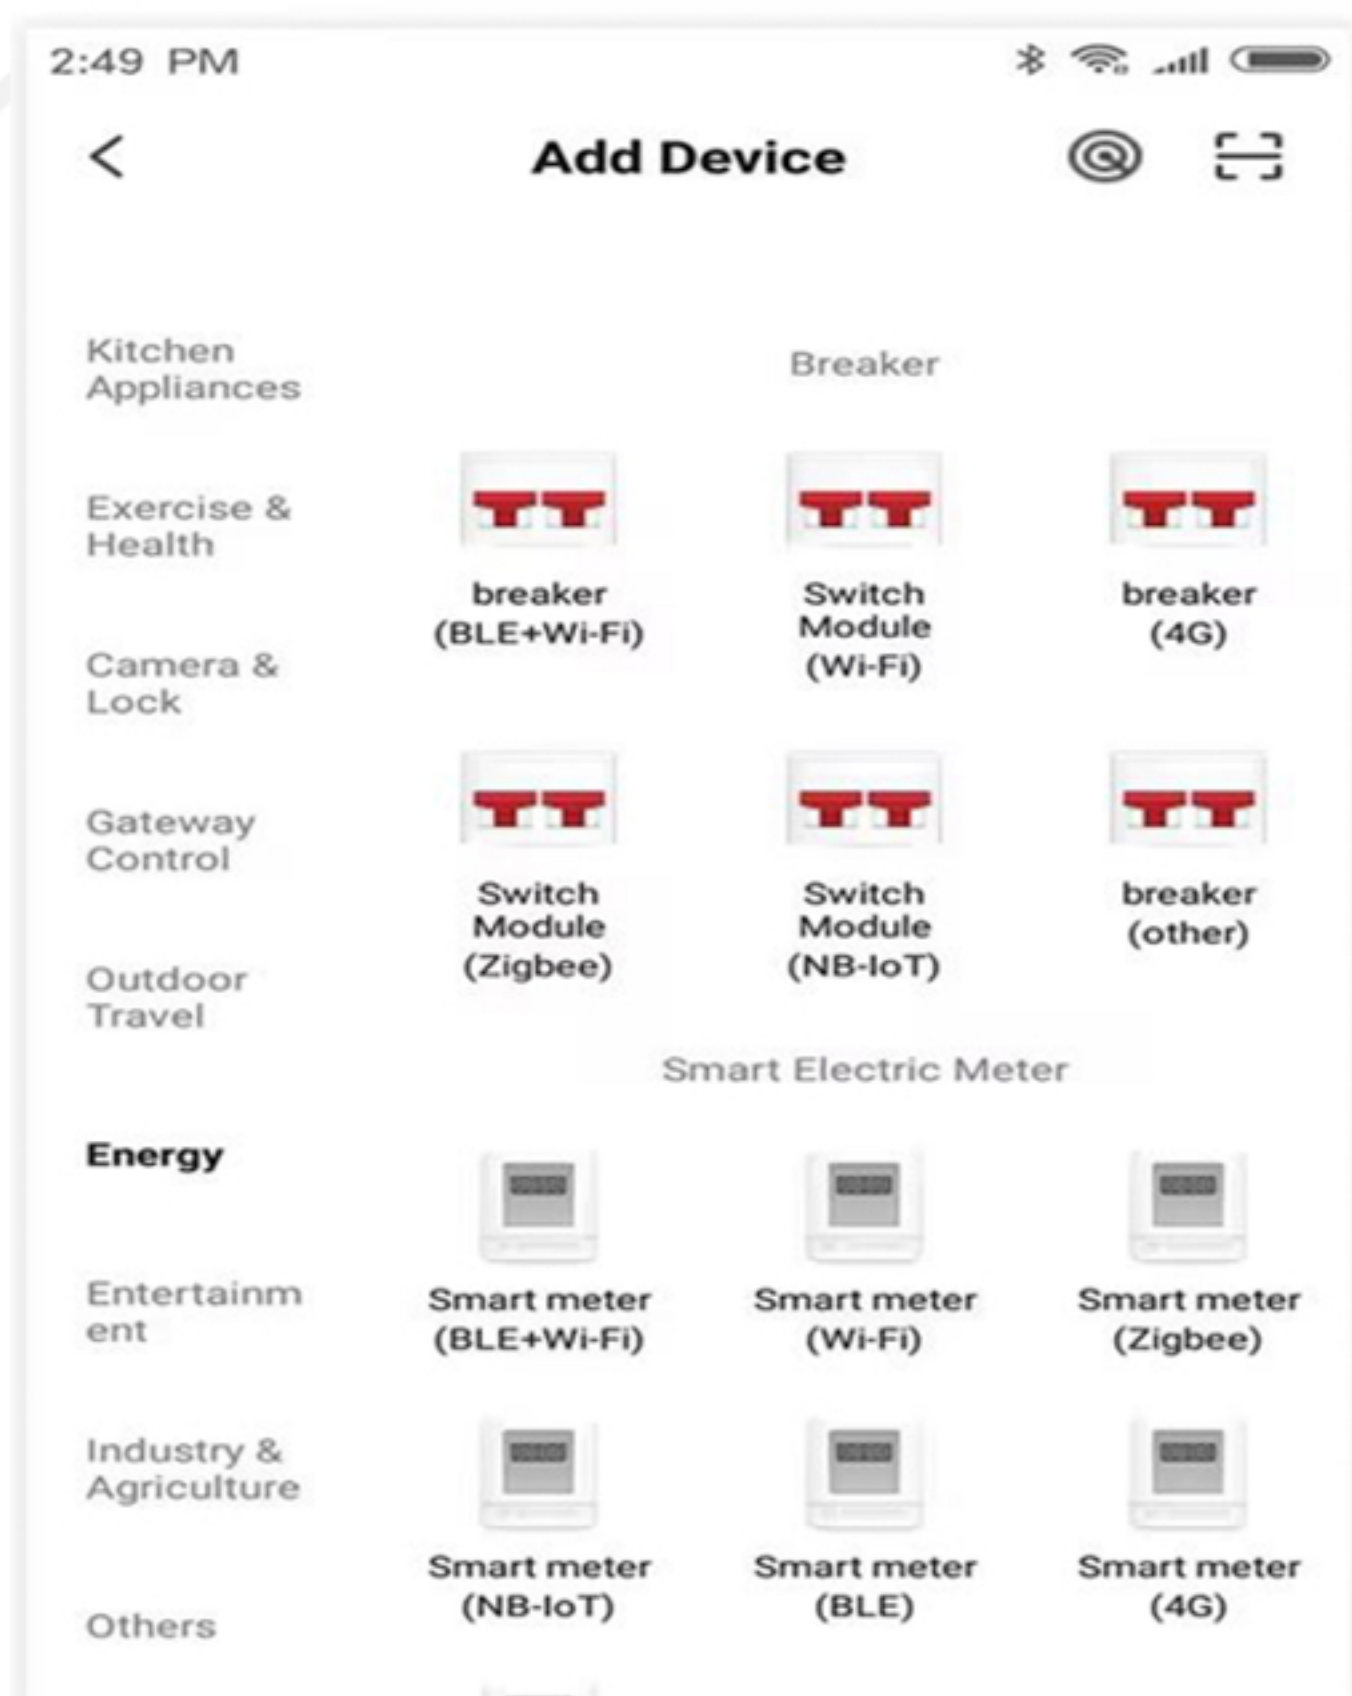 2:49 PM
Add Device
Kitchen
Appliances
Exercise &
Health
Camera &
Lock
Gateway
Control
Outdoor
Travel
Energy
Entertainm
ent
Industry &
Agriculture
Others
Breaker
breaker
(BLE+Wi-Fi)
Switch
Module
(Wi-Fi)
breaker
(4G)
Switch
Module
(Zigbee)
Switch
Module
(NB-IoT)
breaker
(other)
Smart Electric Meter
Smart meter
(BLE+Wi-Fi)
Smart meter
(Wi-Fi)
Smart meter
(Zigbee)
Smart meter
(NB-IoT)
Smart meter
(BLE)
Smart meter
(4G)